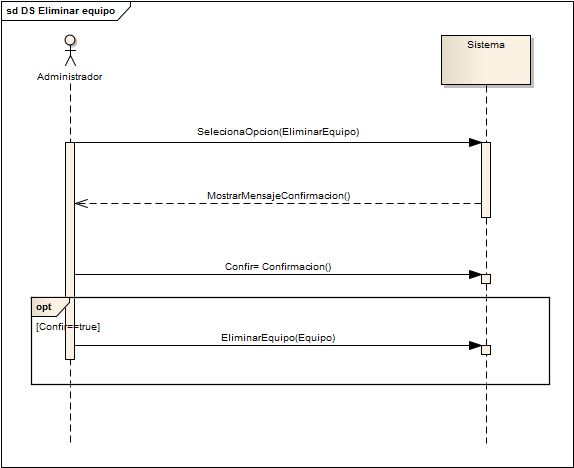 sd DS Eliminar equipo
Administrador
Sistema
SelecionaOpcion(EliminarEquipo)
MostrarMensajeConfirmacion()
Confir= Confirmacion()
opt
[Confir==true]
EliminarEquipo(Equipo)